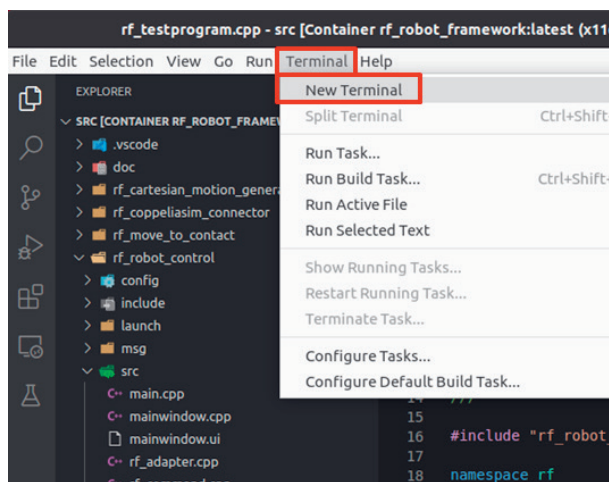 rf_testprogram.cpp - src [Container rf_robot_framework:latest (x11
File Edit Selection View Go Run Terminal Help
EXPLORER
SRC [CONTAINER RF_ROBOT_FRAMEW
.vscode
doc
rf_cartesian_motion_genera
rf_coppeliasim_connector
rf_move_to_contact
rf_robot_control
config
include
launch
msg
src
main.cpp
mainwindow.cpp
mainwindow.ui
rf_adapter.cpp
New Terminal
Split Terminal Ctrl+Shift+
Run Task...
Run Build Task... Ctrl+Shift+
Run Active File
Run Selected Text
Show Running Tasks...
Restart Running Task...
Terminate Task...
Configure Tasks...
Configure Default Build Task...
14 ///
15
16 #include "rf_robot_
17
18 namespace rf